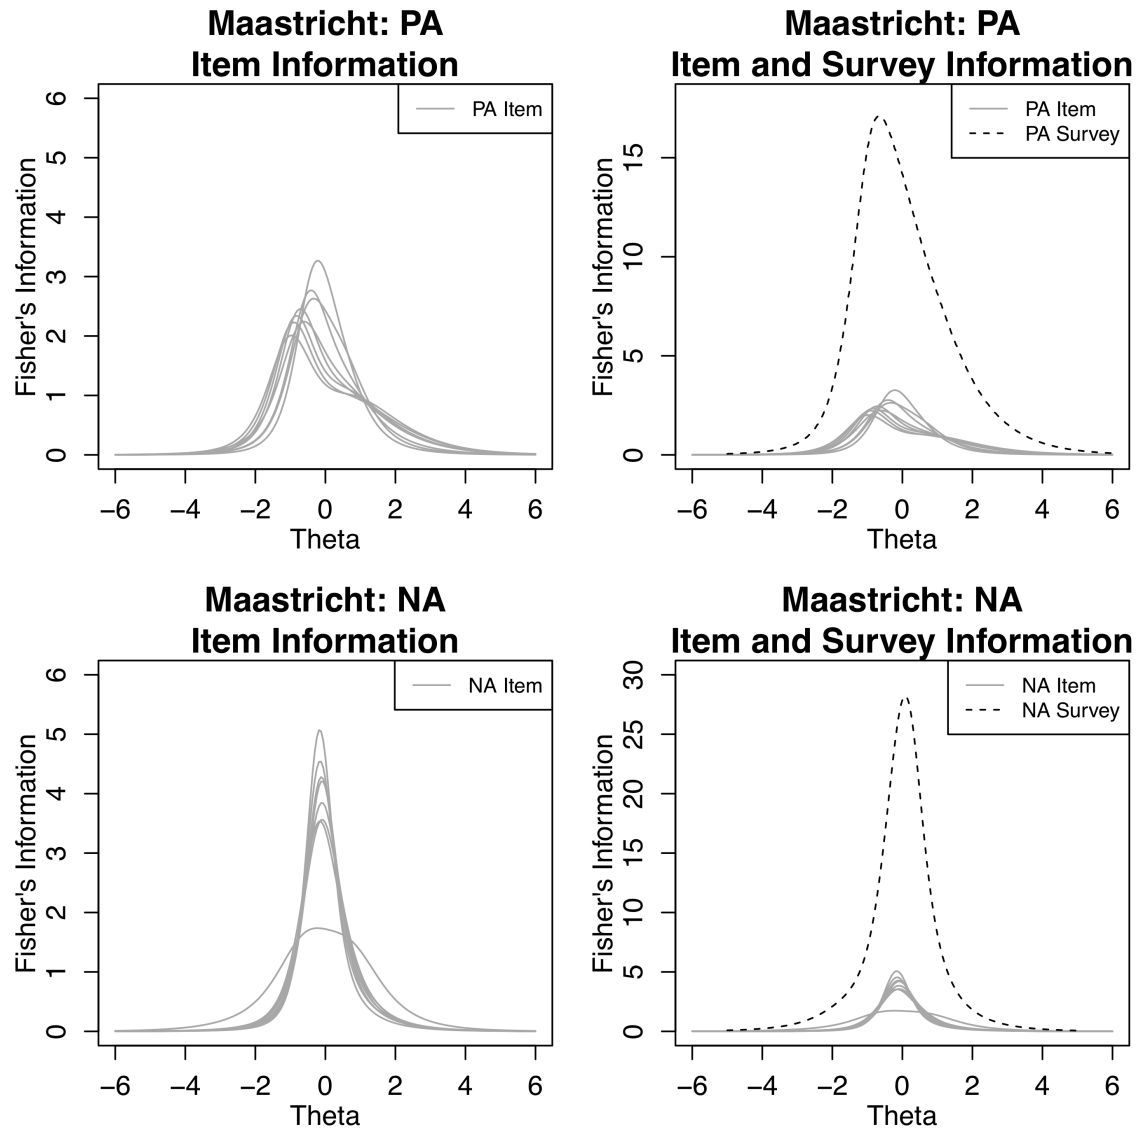 Maastricht: PA
Item Information
Fisher's Information
6
5
4
3
2
1
0
PA Item
−6 −4 −2 0 2 4 6
Theta
Maastricht: PA
Item and Survey Information
Fisher's Information
15
10
5
0
PA Item
PA Survey
−6 −4 −2 0 2 4 6
Theta
Maastricht: NA
Item Information
Fisher's Information
6
5
4
3
2
1
0
NA Item
−6 −4 −2 0 2 4 6
Theta
Maastricht: NA
Item and Survey Information
Fisher's Information
30
25
20
15
10
5
0
NA Item
NA Survey
−6 −4 −2 0 2 4 6
Theta